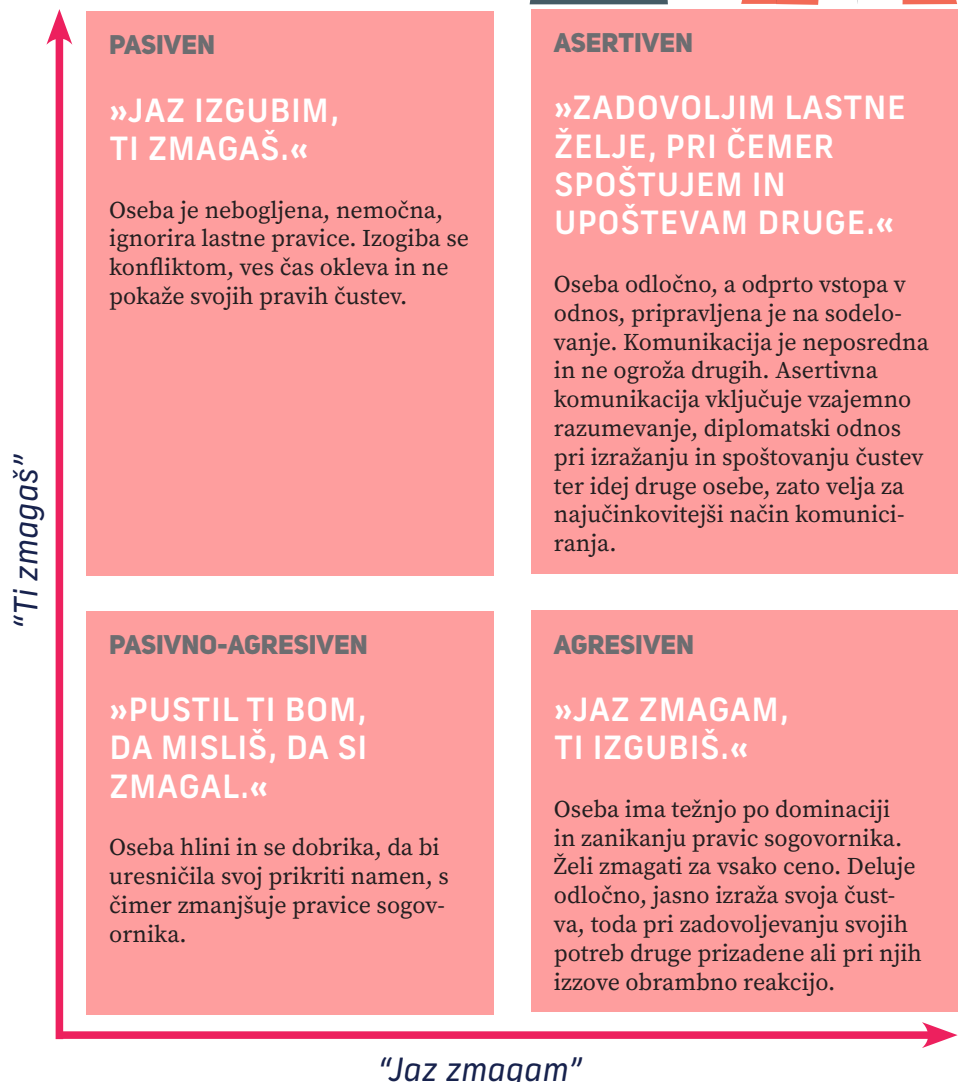 PASIVEN
»JAZ IZGUBIM,
TI ZMAGAŠ.«
Oseba je nebogljena, nemočna,
ignorira lastne pravice. Izogiba se
konfliktom, ves čas okleva in ne
pokaže svojih pravih čustev.
ASERTIVEN
»ZADOVOLJIM LASTNE
ŽELJE, PRI ČEMER
SPOŠTUJEM IN
UPOŠTEVAM DRUGE.«
Oseba odločno, a odprto vstopa v
odnos, pripravljena je na sodelo-
vanje. Komunikacija je neposredna
in ne ogroža drugih. Asertivna
komunikacija vključuje vzajemno
razumevanje, diplomatski odnos
pri izražanju in spoštovanju čustev
ter idej druge osebe, zato velja za
najučinkovitejši način komunici-
ranja.
"Ti zmagaš"
PASIVNO-AGRESIVEN
»PUSTIL TI BOM,
DA MISLIŠ, DA SI
ZMAGAL.«
Oseba hlini in se dobrika, da bi
uresničila svoj prikriti namen, s
čimer zmanjšuje pravice sogov-
ornika.
AGRESIVEN
»JAZ ZMAGAM,
TI IZGUBIŠ.«
Oseba ima težnjo po dominaciji
in zanikanju pravic sogovornika.
Želi zmagati za vsako ceno. Deluje
odločno, jasno izraža svoja čust-
va, toda pri zadovoljevanju svojih
potreb druge prizadene ali pri njih
izzove obrambno reakcijo.
"Jaz zmagam"